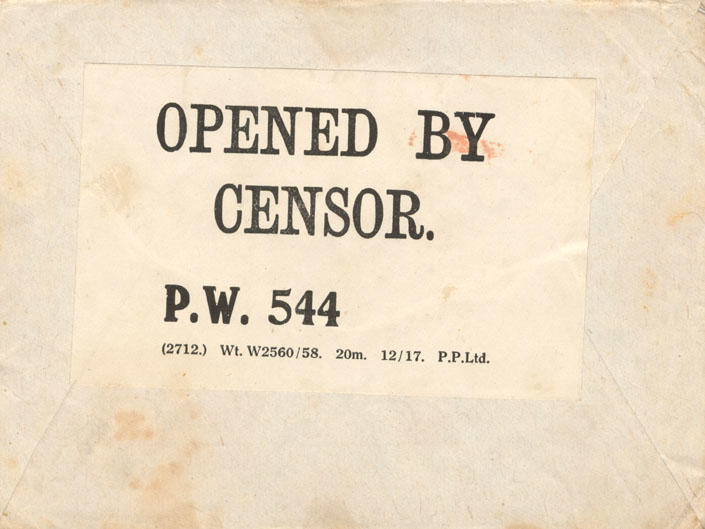 OPENED BY
CENSOR.
P.W. 544
(2712.) Wt. W2560/58. 20m. 12/17. P.P.Ltd.